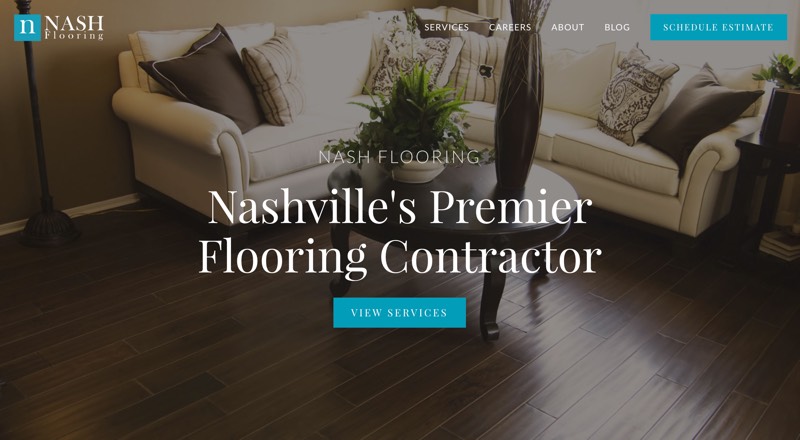 n NASH
Flooring
SERVICES CAREERS ABOUT BLOG SCHEDULE ESTIMATE
NASH FLOORING
Nashville's Premier
Flooring Contractor
VIEW SERVICES